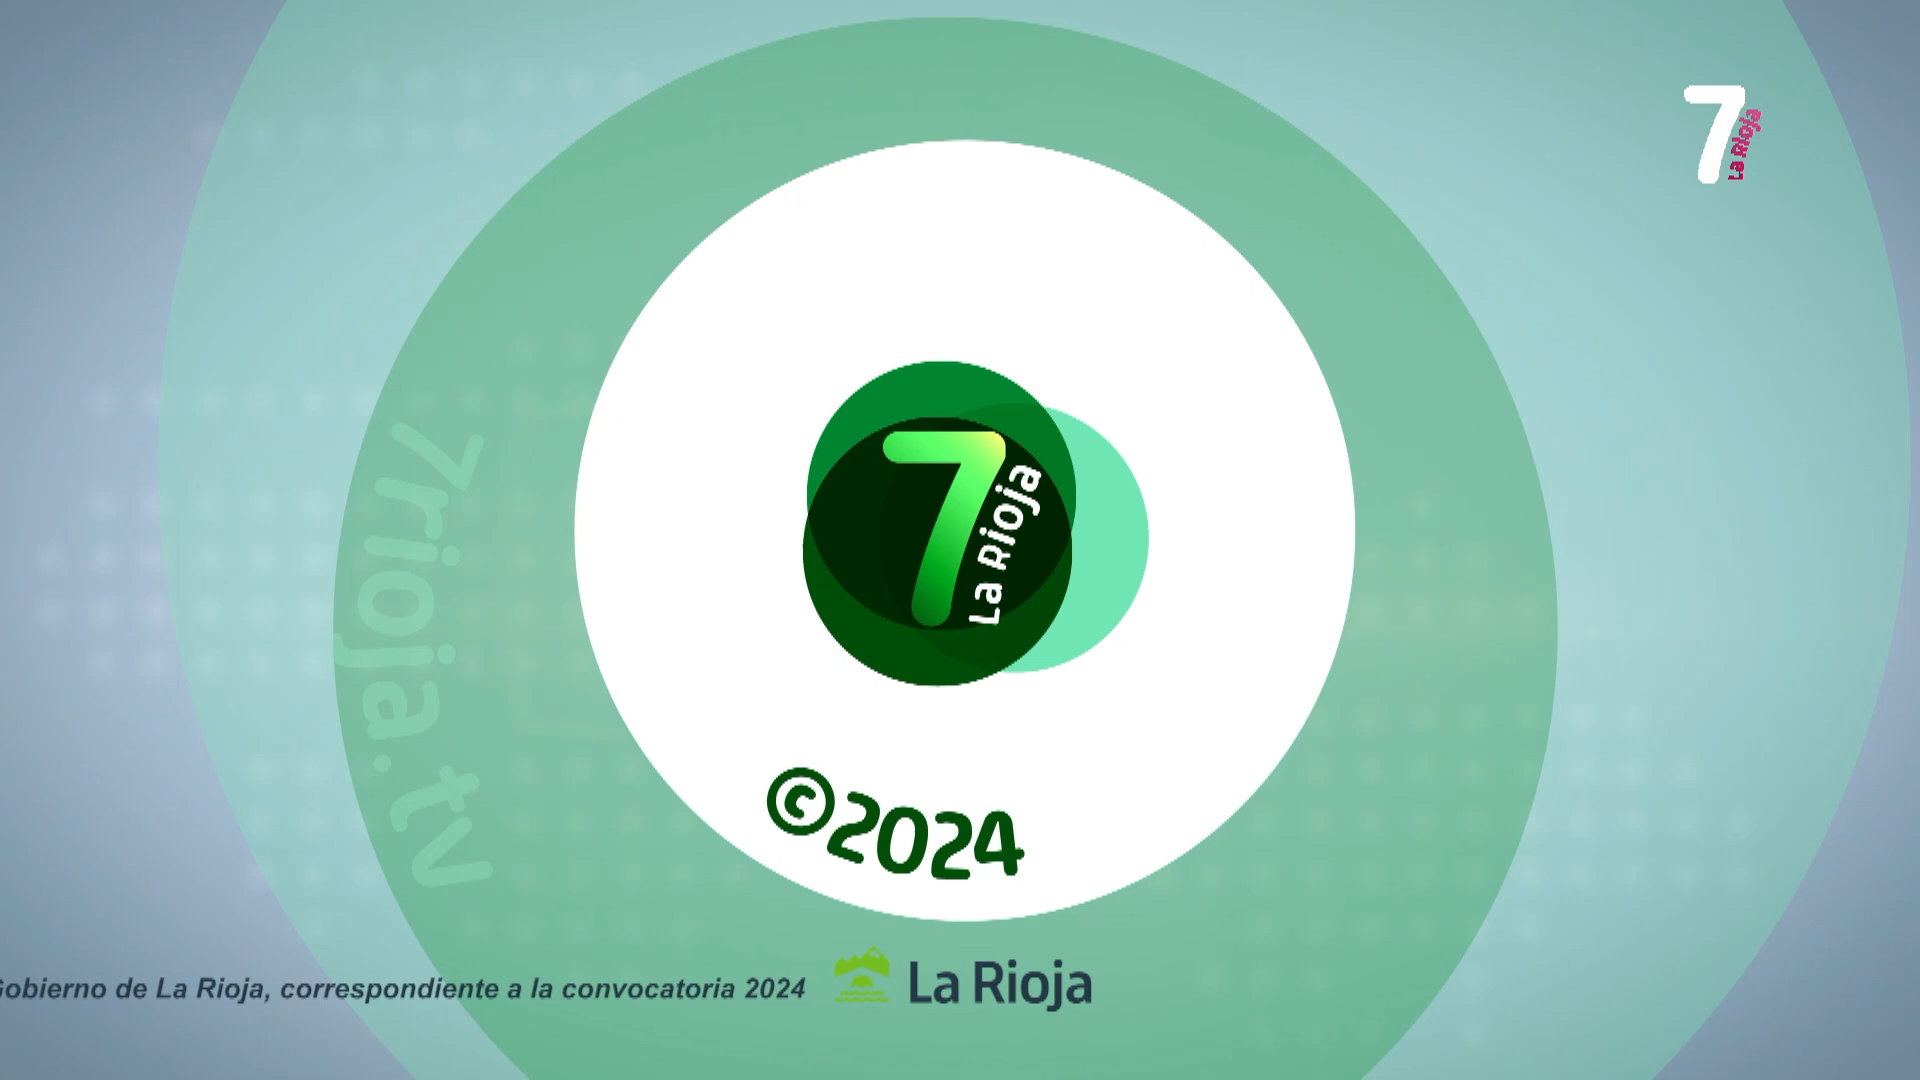 7
La Rioja
7
La Rioja
7rioja.tv
©2024
Gobierno de La Rioja, correspondiente a la convocatoria 2024
La Rioja